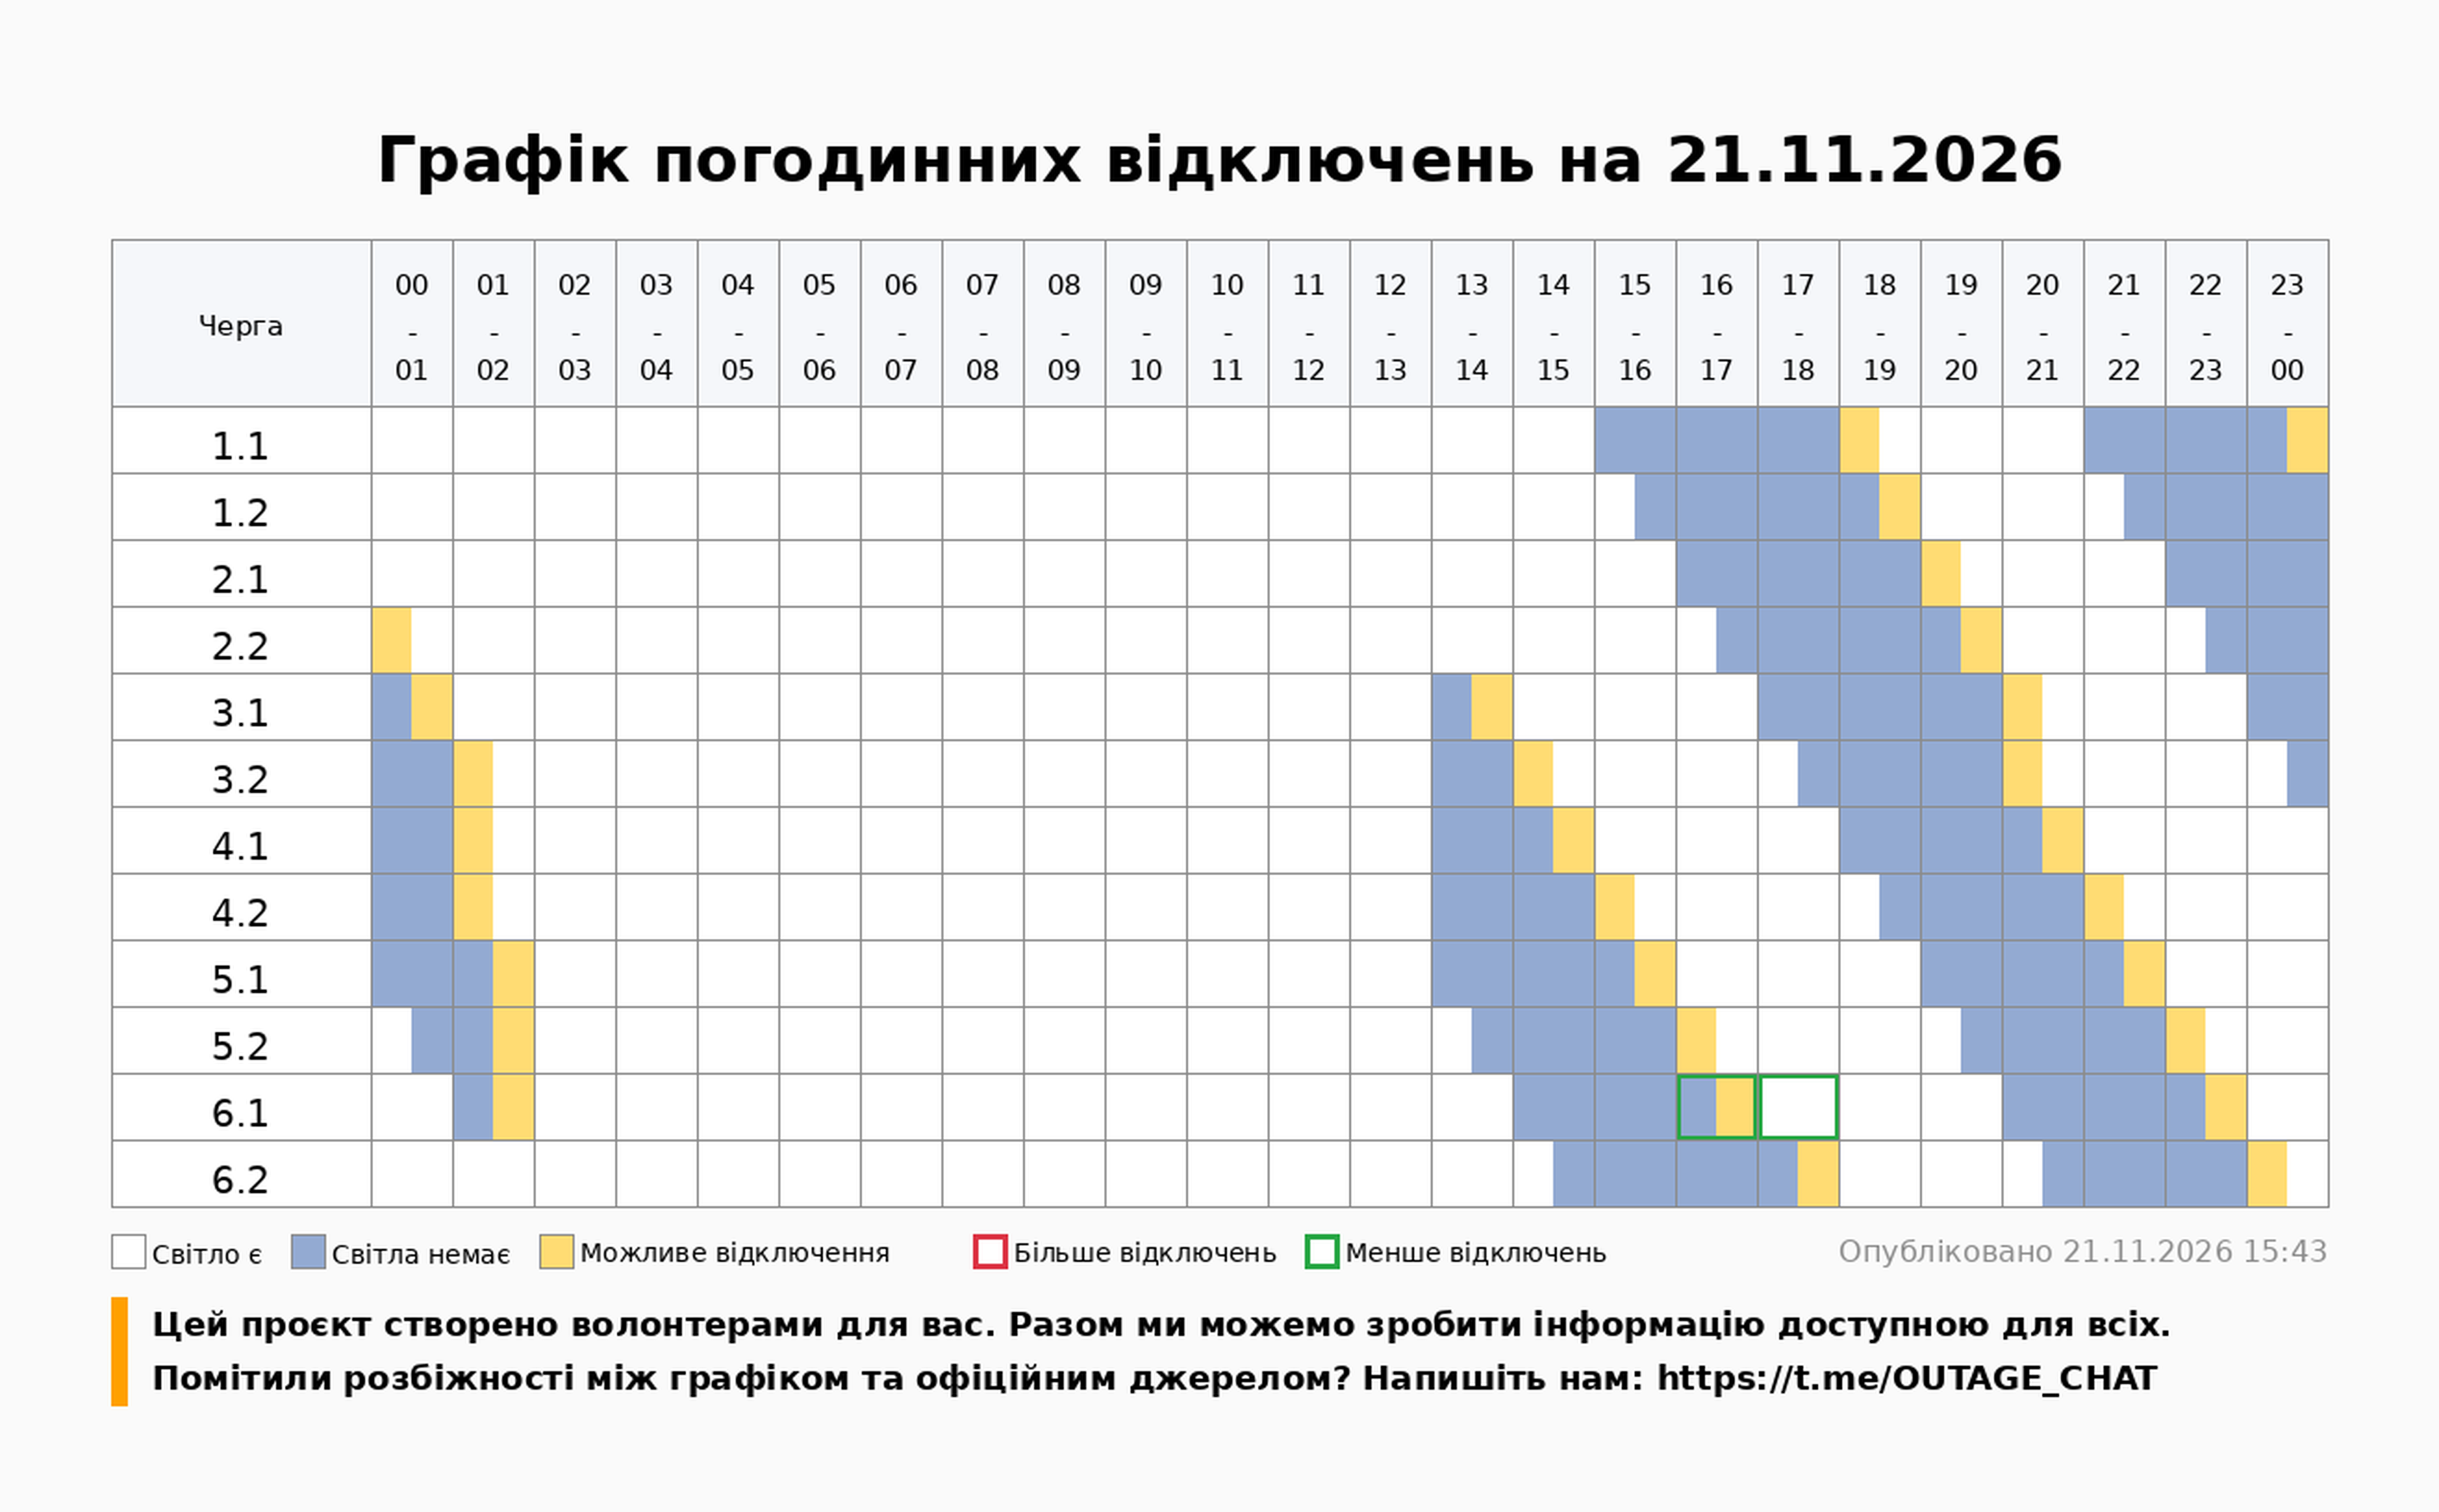 Графік погодинних відключень на 21.11.2026
Черга
00 - 01
01 - 02
02 - 03
03 - 04
04 - 05
05 - 06
06 - 07
07 - 08
08 - 09
09 - 10
10 - 11
11 - 12
12 - 13
13 - 14
14 - 15
15 - 16
16 - 17
17 - 18
18 - 19
19 - 20
20 - 21
21 - 22
22 - 23
23 - 00
1.1
1.2
2.1
2.2
3.1
3.2
4.1
4.2
5.1
5.2
6.1
6.2
Світло є
Світла немає
Можливе відключення
Більше відключень
Менше відключень
Опубліковано 21.11.2026 15:43
Цей проєкт створено волонтерами для вас. Разом ми можемо зробити інформацію доступною для всіх.
Помітили розбіжності між графіком та офіційним джерелом? Напишіть нам: https://t.me/OUTAGE_CHAT